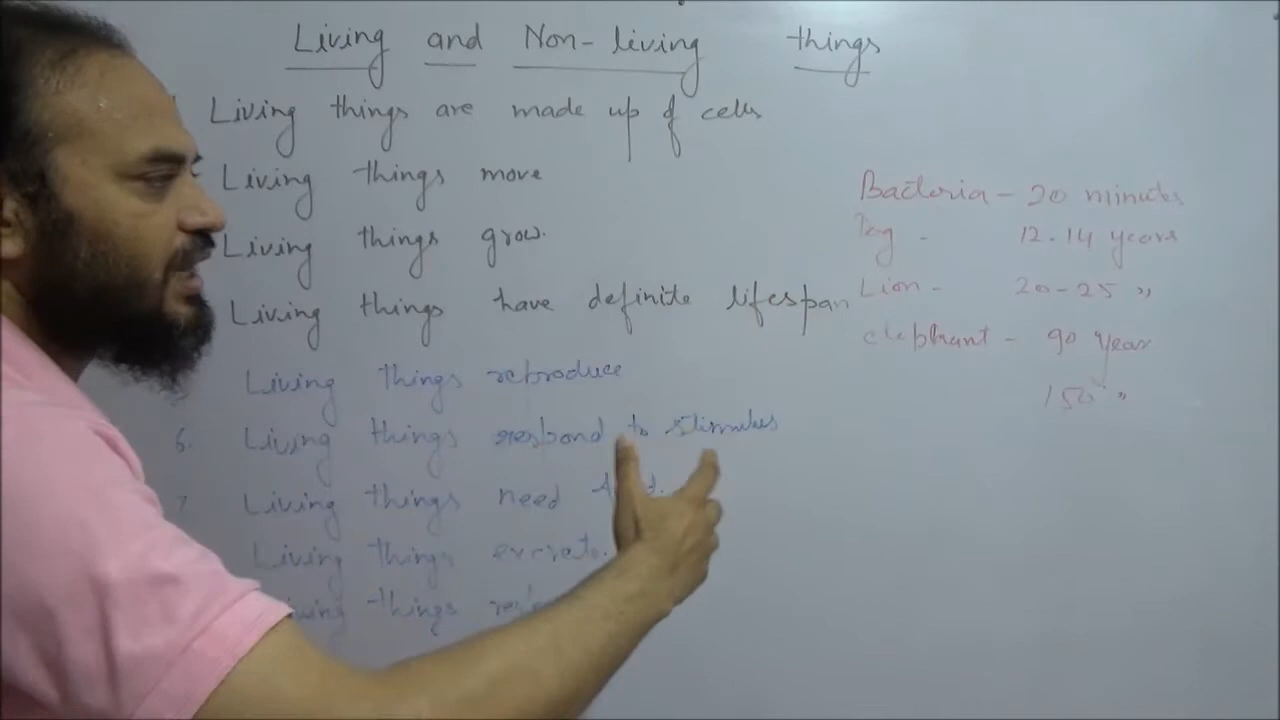 Living and Non-living things
Living things are made up of cells
Living things move
Living things grow.
Living things have definite lifespan
Living things reproduce
6. Living things respond to stimulus
7. Living things need
Living things
Living things
Bacteria - 20 minutes
- 12-14 years
Lion - 20-25 "
elephant - 90 year
150 "